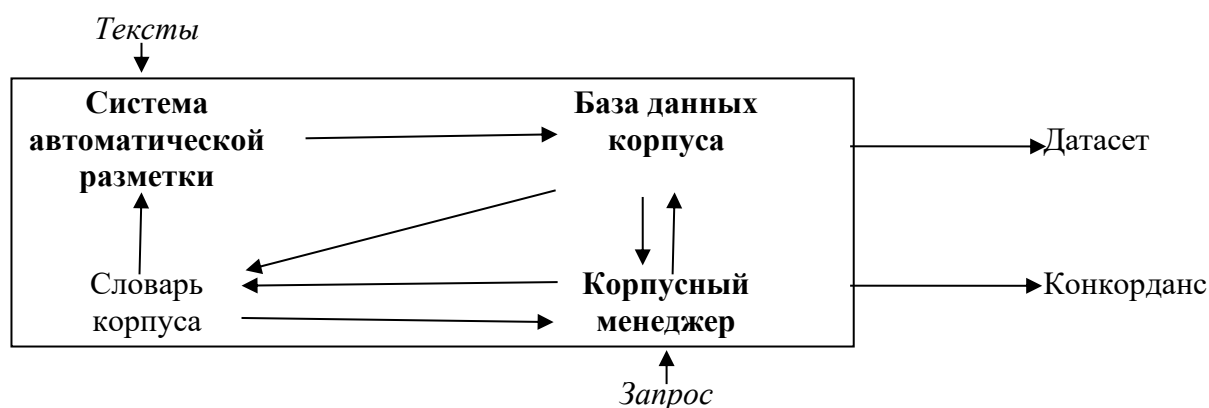 Тексты
Система
автоматической
разметки
База данных
корпуса
Датасет
Словарь
корпуса
Корпусный
менеджер
Конкорданс
Запрос